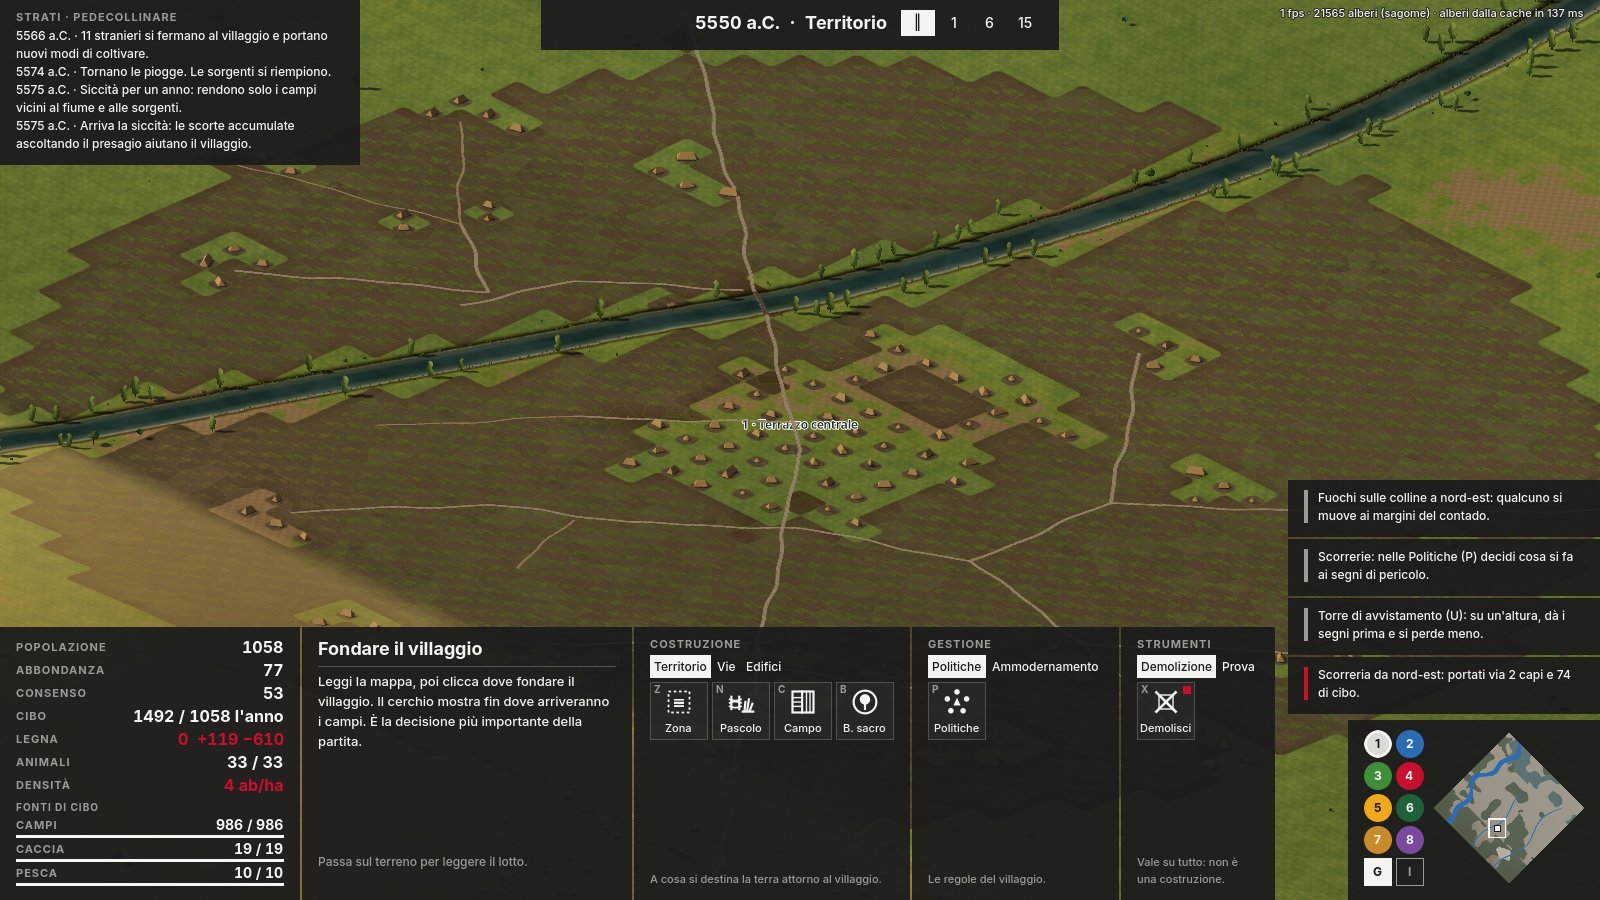 STRATI · PEDECOLLINARE
5566 a.C. · 11 stranieri si fermano al villaggio e portano
nuovi modi di coltivare.
5574 a.C. · Tornano le piogge. Le sorgenti si riempiono.
5575 a.C. · Siccità per un anno: rendono solo i campi
vicini al fiume e alle sorgenti.
5575 a.C. · Arriva la siccità: le scorte accumulate
ascoltando il presagio aiutano il villaggio.
5550 a.C. · Territorio || 1 6 15
1 fps · 21565 alberi (sagome) · alberi dalla cache in 137 ms
1 · Terrazzo centrale
Fuochi sulle colline a nord-est: qualcuno si
muove ai margini del contado.
Scorrerie: nelle Politiche (P) decidi cosa si fa
ai segni di pericolo.
Torre di avvistamento (U): su un'altura, dà i
segni prima e si perde meno.
Scorreria da nord-est: portati via 2 capi e 74
di cibo.
POPOLAZIONE 1058
ABBONDANZA 77
CONSENSO 53
CIBO 1492 / 1058 l'anno
LEGNA 0 +119 −610
ANIMALI 33 / 33
DENSITÀ 4 ab/ha
FONTI DI CIBO
CAMPI 986 / 986
CACCIA 19 / 19
PESCA 10 / 10
Fondare il villaggio
Leggi la mappa, poi clicca dove fondare il
villaggio. Il cerchio mostra fin dove arriveranno
i campi. È la decisione più importante della
partita.
Passa sul terreno per leggere il lotto.
COSTRUZIONE
Territorio Vie Edifici
Z N C B
Zona Pascolo Campo B. sacro
A cosa si destina la terra attorno al villaggio.
GESTIONE
Politiche Ammodernamento
P
Politiche
Le regole del villaggio.
STRUMENTI
Demolizione Prova
X
Demolisci
Vale su tutto: non è
una costruzione.
1 2
3 4
5 6
7 8
G I